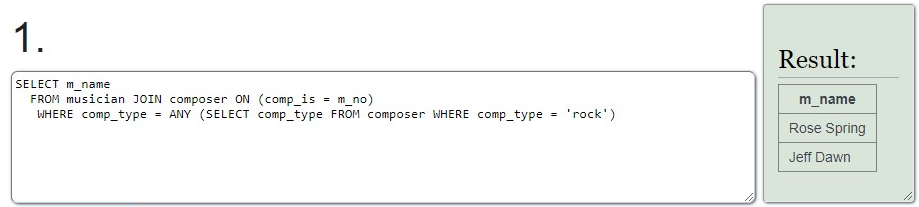 1.
SELECT m_name
FROM musician JOIN composer ON (comp_is = m_no)
WHERE comp_type = ANY (SELECT comp_type FROM composer WHERE comp_type = 'rock')
Result:
m_name
Rose Spring
Jeff Dawn